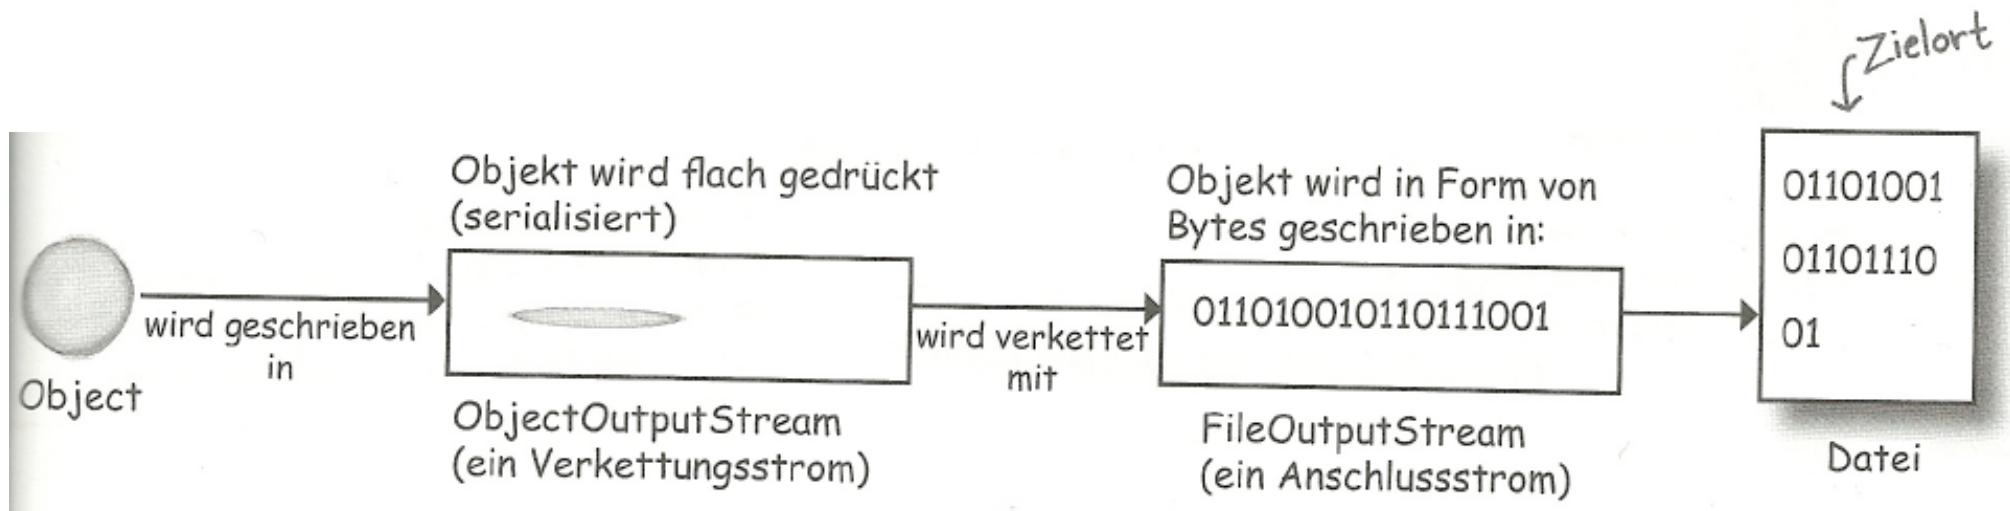 Zielort
Objekt wird flach gedrückt
(serialisiert)
Objekt wird in Form von
Bytes geschrieben in:
01101001
01101110
01
011010010110111001
wird geschrieben
in
wird verkettet
mit
Object
ObjectOutputStream
(ein Verkettungsstrom)
FileOutputStream
(ein Anschlussstrom)
Datei